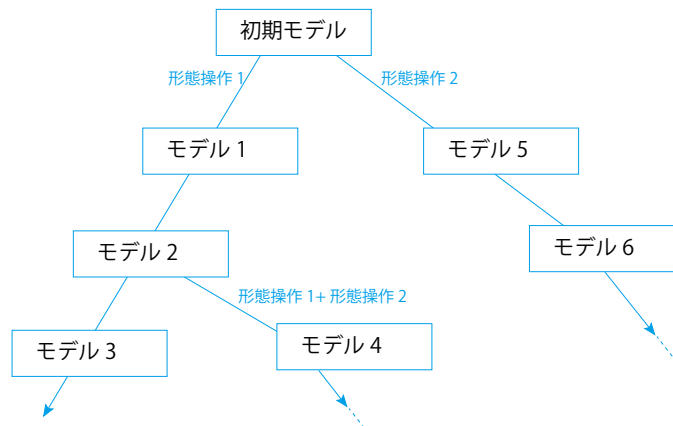 初期モデル
形態操作 1
形態操作 2
モデル 1
モデル 5
モデル 2
モデル 6
形態操作 1+ 形態操作 2
モデル 3
モデル 4